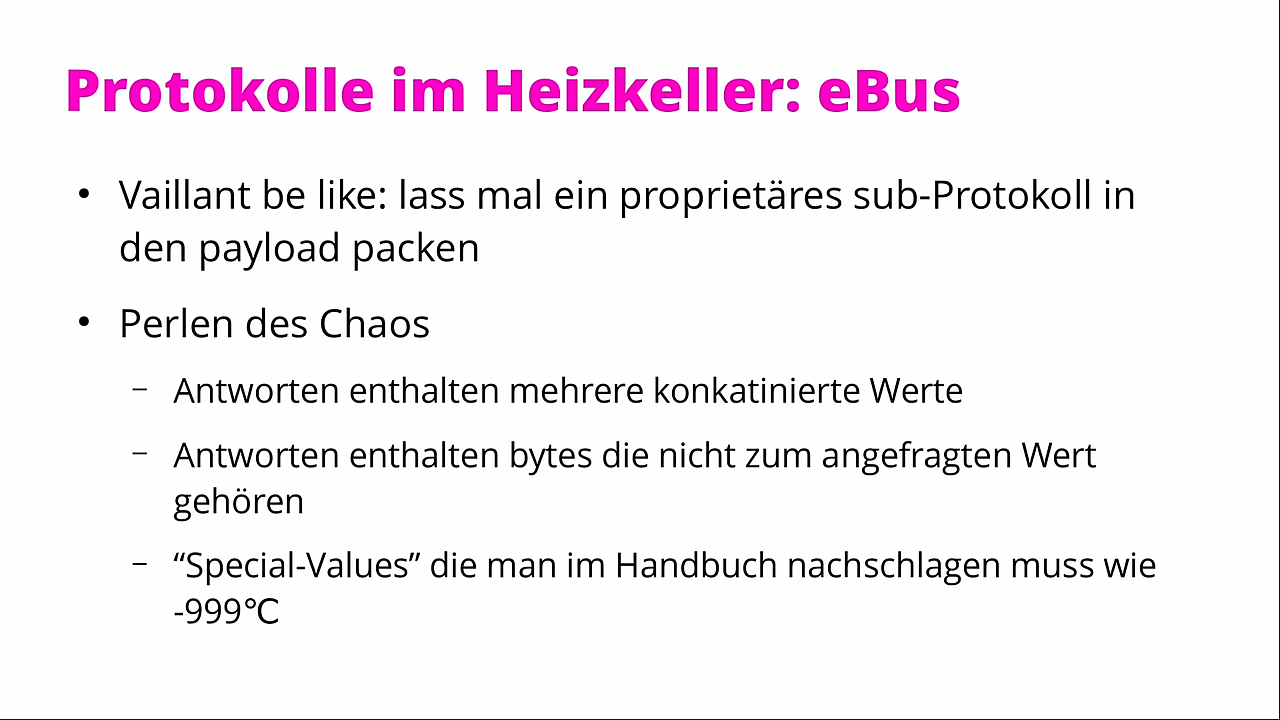 Protokolle im Heizkeller: eBus
• Vaillant be like: lass mal ein proprietäres sub-Protokoll in
den payload packen
• Perlen des Chaos
– Antworten enthalten mehrere konkatinierte Werte
– Antworten enthalten bytes die nicht zum angefragten Wert
gehören
– “Special-Values” die man im Handbuch nachschlagen muss wie
-999℃